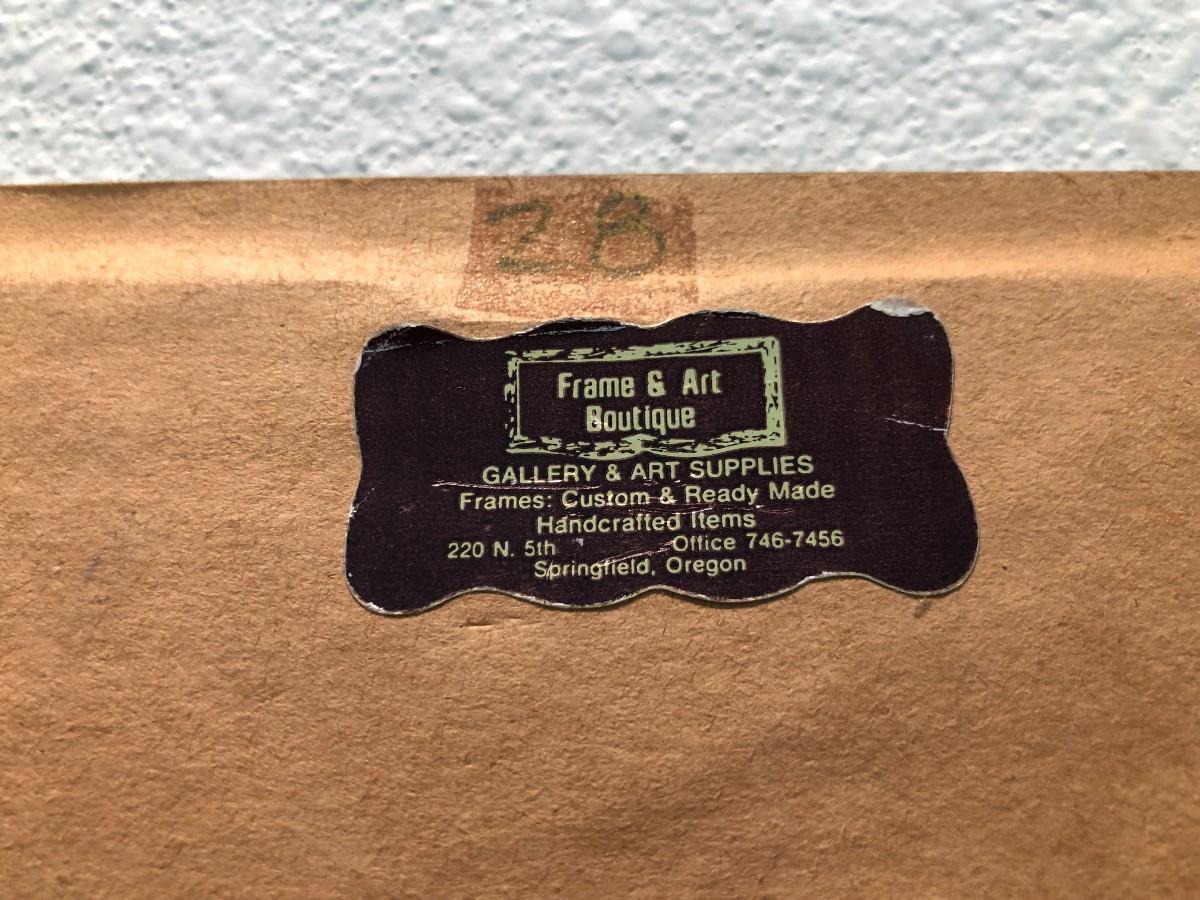 28
Frame & Art
Boutique
GALLERY & ART SUPPLIES
Frames: Custom & Ready Made
Handcrafted Items
220 N. 5th Office 746-7456
Springfield, Oregon